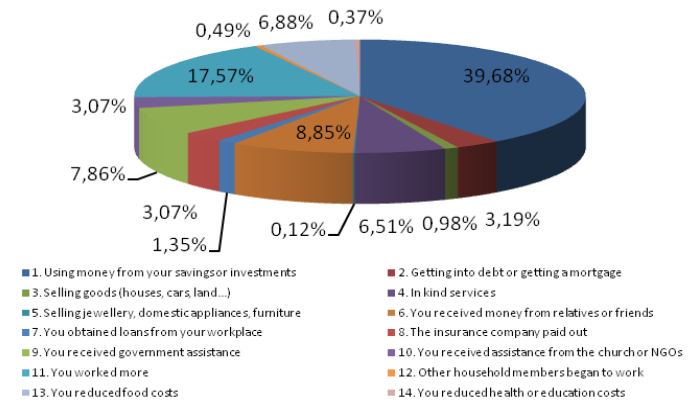 0,49% 6,88% 0,37%
17,57% 39,68%
3,07%
8,85%
7,86%
3,07%
1,35% 0,12% 6,51% 0,98% 3,19%
1. Using money from your savings or investments
2. Getting into debt or getting a mortgage
3. Selling goods (houses, cars, land...)
4. In kind services
5. Selling jewellery, domestic appliances, furniture
6. You received money from relatives or friends
7. You obtained loans from your workplace
8. The insurance company paid out
9. You received government assistance
10. You received assistance from the church or NGOs
11. You worked more
12. Other household members began to work
13. You reduced food costs
14. You reduced health or education costs